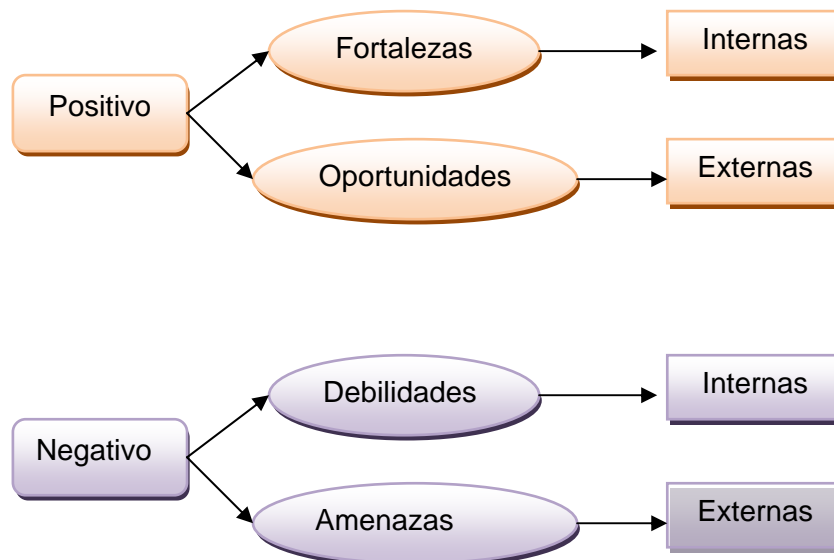 Fortalezas
Internas
Positivo
Oportunidades
Externas
Debilidades
Internas
Negativo
Amenazas
Externas